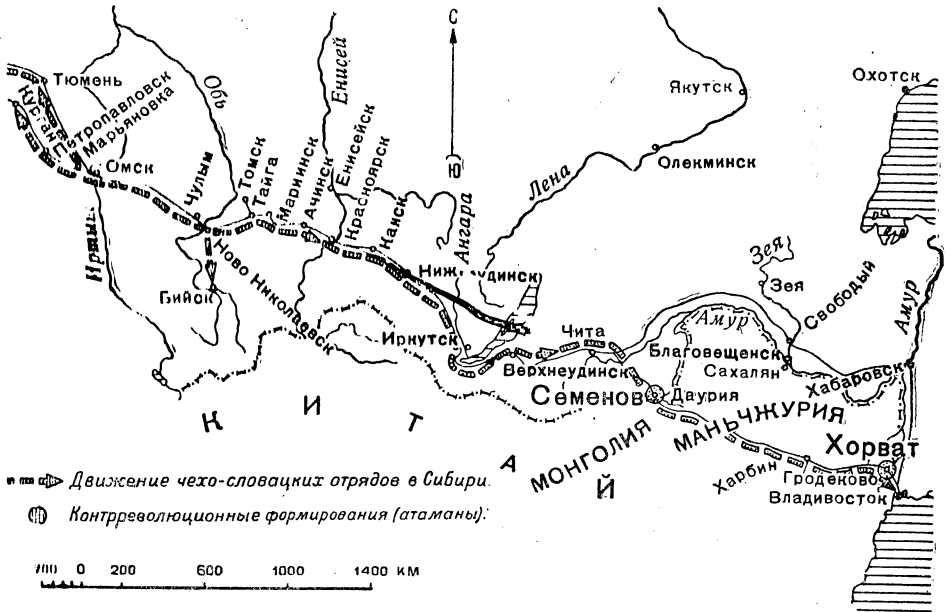 С
(Ю)
Тюмень
Курган
Петропавловск
Марьяновка
Омск
Иртыш
Обь
Чулым
Томск
Тайга
Мариинск
Ачинск
Енисей
Енисейск
Красноярск
Канск
Ангара
Лена
Якутск
Олекминск
Охотск
Ново Николаевск
Бийск
Нижнеудинск
Иркутск
Верхнеудинск
Чита
Зея
Зея
Свободый
Амур
Амур
Благовещенск
Сахалян
Хабаровск
Семенов
Даурия
МАНЬЧЖУРИЯ
МОНГОЛИЯ
КИТАЙ
Харбин
Хорват
Гродеково
Владивосток
Движение чехо-словацких отрядов в Сибири.
Контрреволюционные формирования (атаманы):
200 0 200 600 1000 1400 КМ